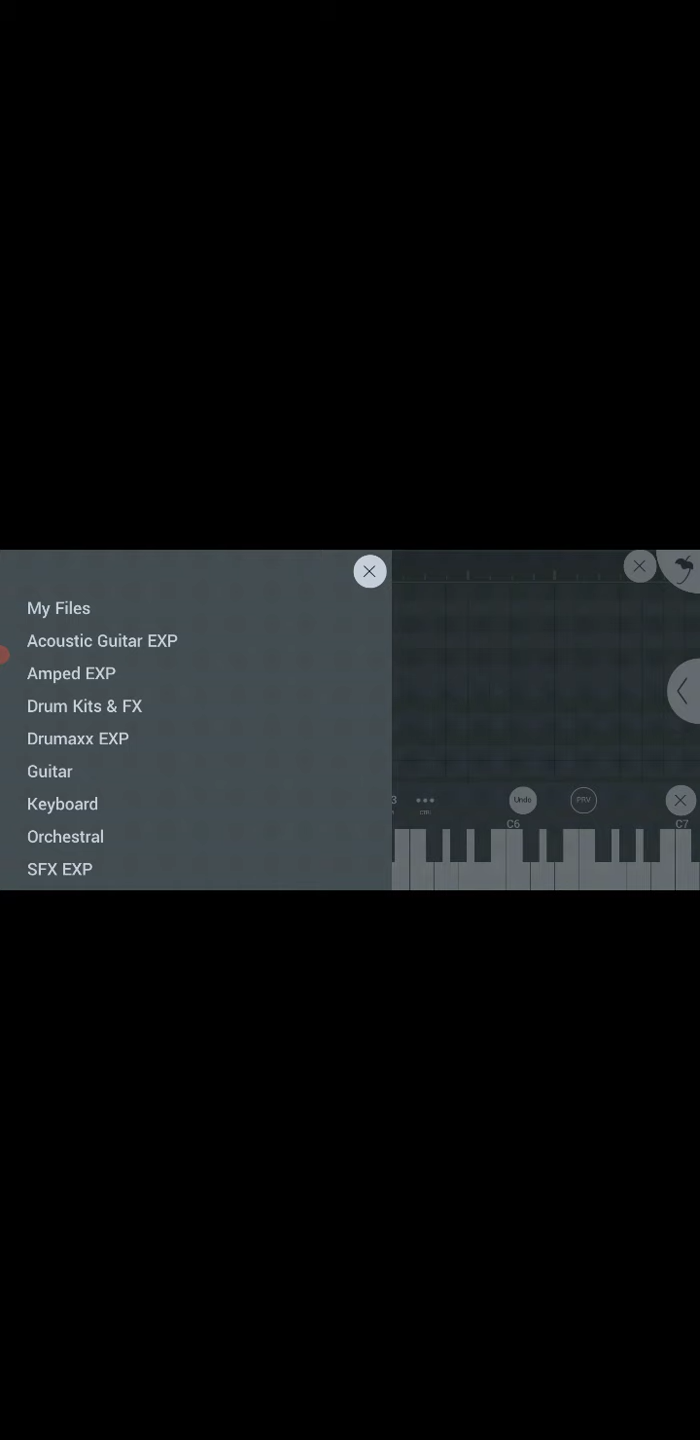 My Files
Acoustic Guitar EXP
Amped EXP
Drum Kits & FX
Drumaxx EXP
Guitar
Keyboard
Orchestral
SFX EXP
3
Undo
PRV
C6
C7